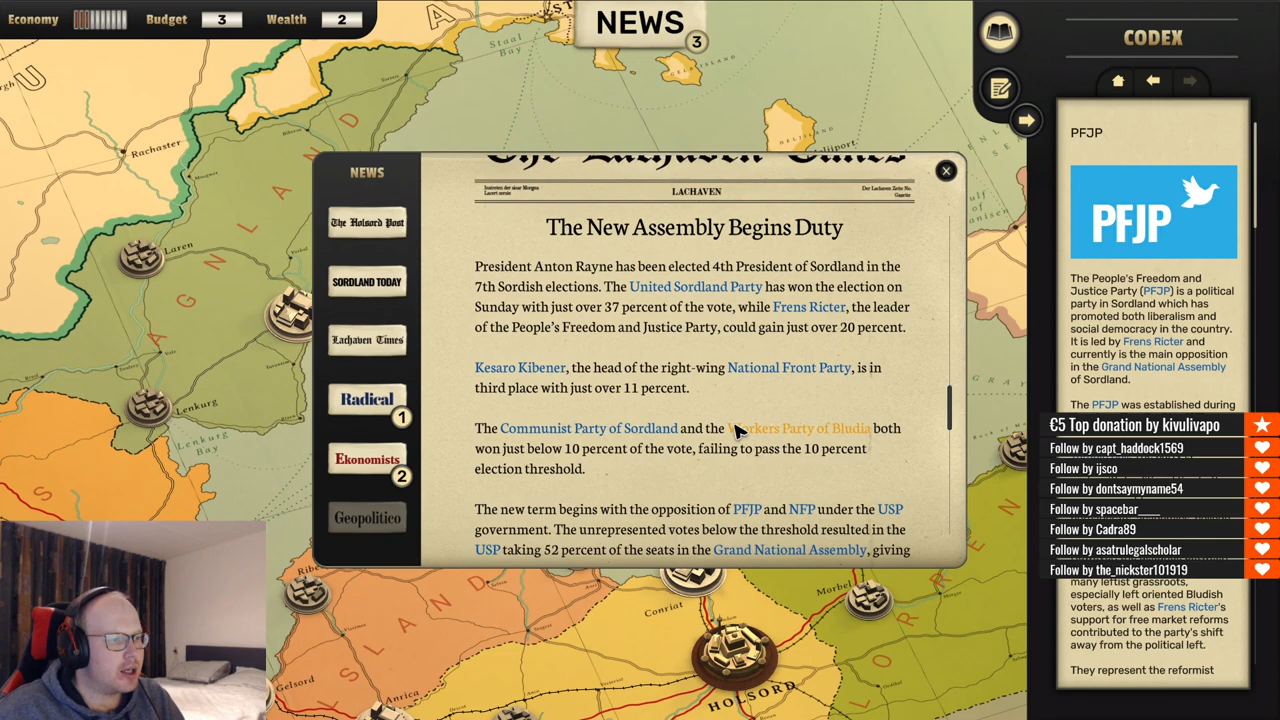 Economy
Budget 3
Wealth 2
NEWS
3
CODEX
PFJP
PFJP
The People's Freedom and
Justice Party (PFJP) is a political
party in Sordland which has
promoted both liberalism and
social democracy in the country.
It is led by Frens Ricter and
currently is the main opposition
in the Grand National Assembly
of Sordland.
The PFJP was established during
€5 Top donation by kivulivapo
Follow by capt_haddock1569
Follow by ijsco
Follow by dontsaymyname54
Follow by spacebar____
Follow by Cadra89
Follow by asatrulegalscholar
Follow by the_nickster101919
many leftist grassroots,
especially left oriented Bludish
voters, as well as Frens Ricter's
support for free market reforms
contributed to the party's shift
away from the political left.
They represent the reformist
NEWS
The Holsord Post
SORDLAND TODAY
Lachaven Times
Radical
1
Ekonomists
2
Geopolitico
The Lachaven Times
LACHAVEN
The New Assembly Begins Duty
President Anton Rayne has been elected 4th President of Sordland in the
7th Sordish elections. The United Sordland Party has won the election on
Sunday with just over 37 percent of the vote, while Frens Ricter, the leader
of the People's Freedom and Justice Party, could gain just over 20 percent.
Kesaro Kibener, the head of the right-wing National Front Party, is in
third place with just over 11 percent.
The Communist Party of Sordland and the Workers Party of Bludia both
won just below 10 percent of the vote, failing to pass the 10 percent
election threshold.
The new term begins with the opposition of PFJP and NFP under the USP
government. The unrepresented votes below the threshold resulted in the
USP taking 52 percent of the seats in the Grand National Assembly, giving
Staal
Bay
Rachaster
Laren
Lenkurg
Lenkurg
Bay
Conriat
Morbel
Gelsord
Anrica
HOLSORD